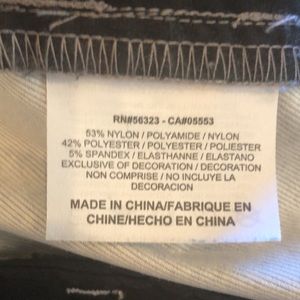 RN#56323 - CA#05553
53% NYLON / POLYAMIDE / NYLON
42% POLYESTER / POLYESTER / POLIESTER
5% SPANDEX / ELASTHANNE / ELASTANO
EXCLUSIVE OF DECORATION / DECORATION
NON COMPRISE / NO INCLUYE LA
DECORACION
MADE IN CHINA/FABRIQUE EN
CHINE/HECHO EN CHINA